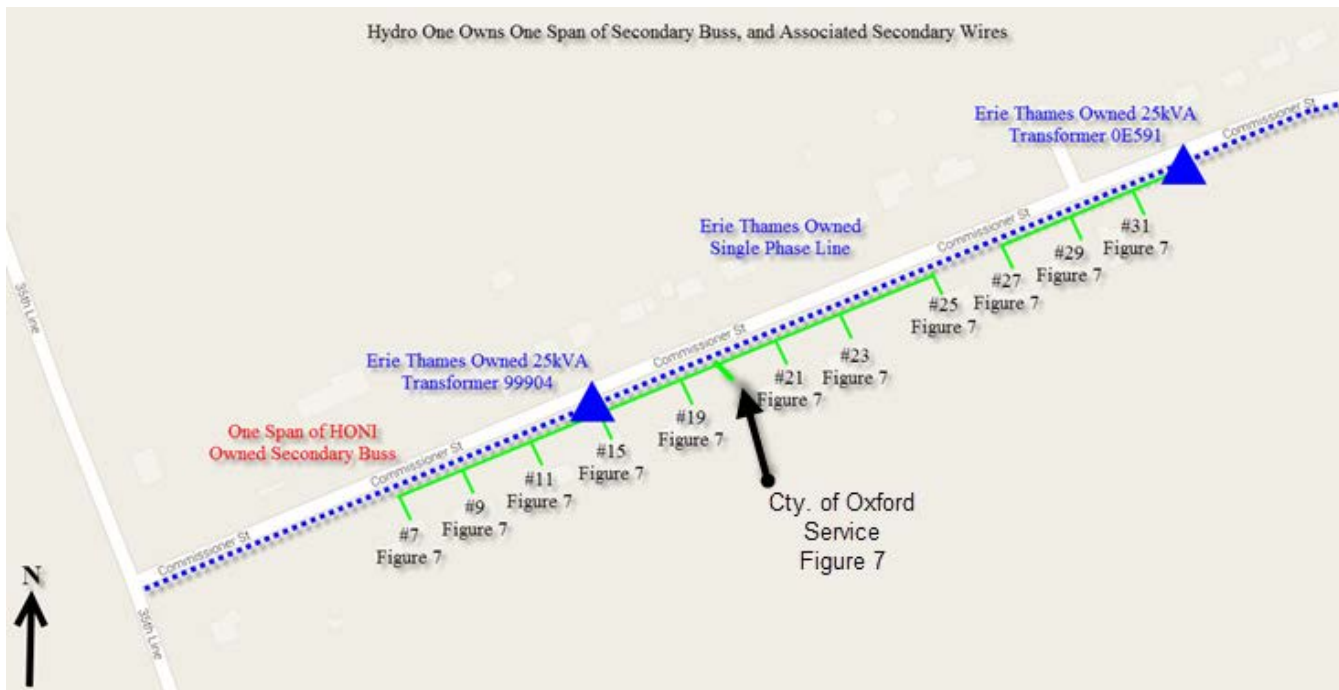 Hydro One Owns One Span of Secondary Buss, and Associated Secondary Wires
Erie Thames Owned 25kVA
Transformer 0E591
Commissioner St
Erie Thames Owned
Single Phase Line
Commissioner St
#31
Figure 7
#29
Figure 7
#27
Figure 7
#25
Figure 7
35th Line
Commissioner St
#23
Figure 7
#21
Figure 7
Erie Thames Owned 25kVA
Transformer 99904
#19
Figure 7
One Span of HONI
Owned Secondary Buss
Commissioner St
#15
Figure 7
#11
Figure 7
#9
Figure 7
#7
Figure 7
Cty. of Oxford
Service
Figure 7
Commissioner St
N
35th Line